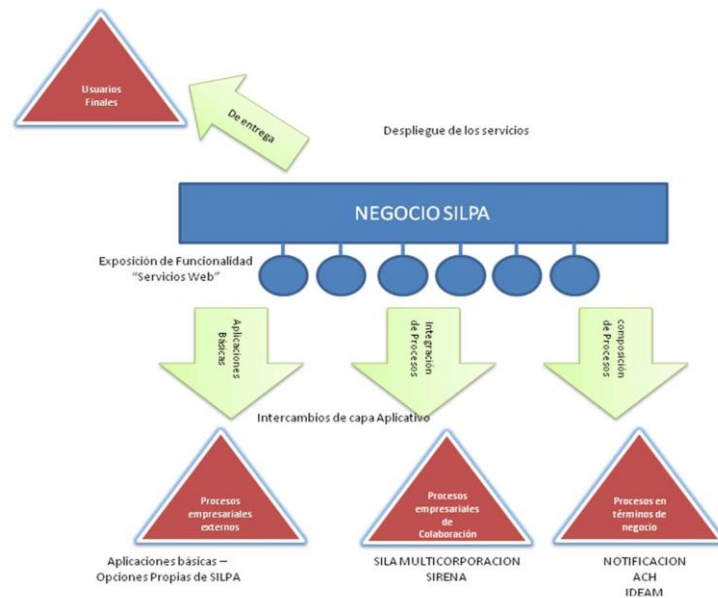 Usuarios
Finales
De entrega
Despliegue de los servicios
NEGOCIO SILPA
Exposición de Funcionalidad
"Servicios Web"
Aplicaciones
Básicas
Integración
de Procesos
composición
de Procesos
Intercambios de capa Aplicativo
Procesos
empresariales
externos
Procesos
empresariales
de
Colaboración
Procesos en
términos de
negocio
Aplicaciones básicas –
Opciones Propias de SILPA
SILA MULTICORPORACION
SIRENA
NOTIFICACION
ACH
IDEAM